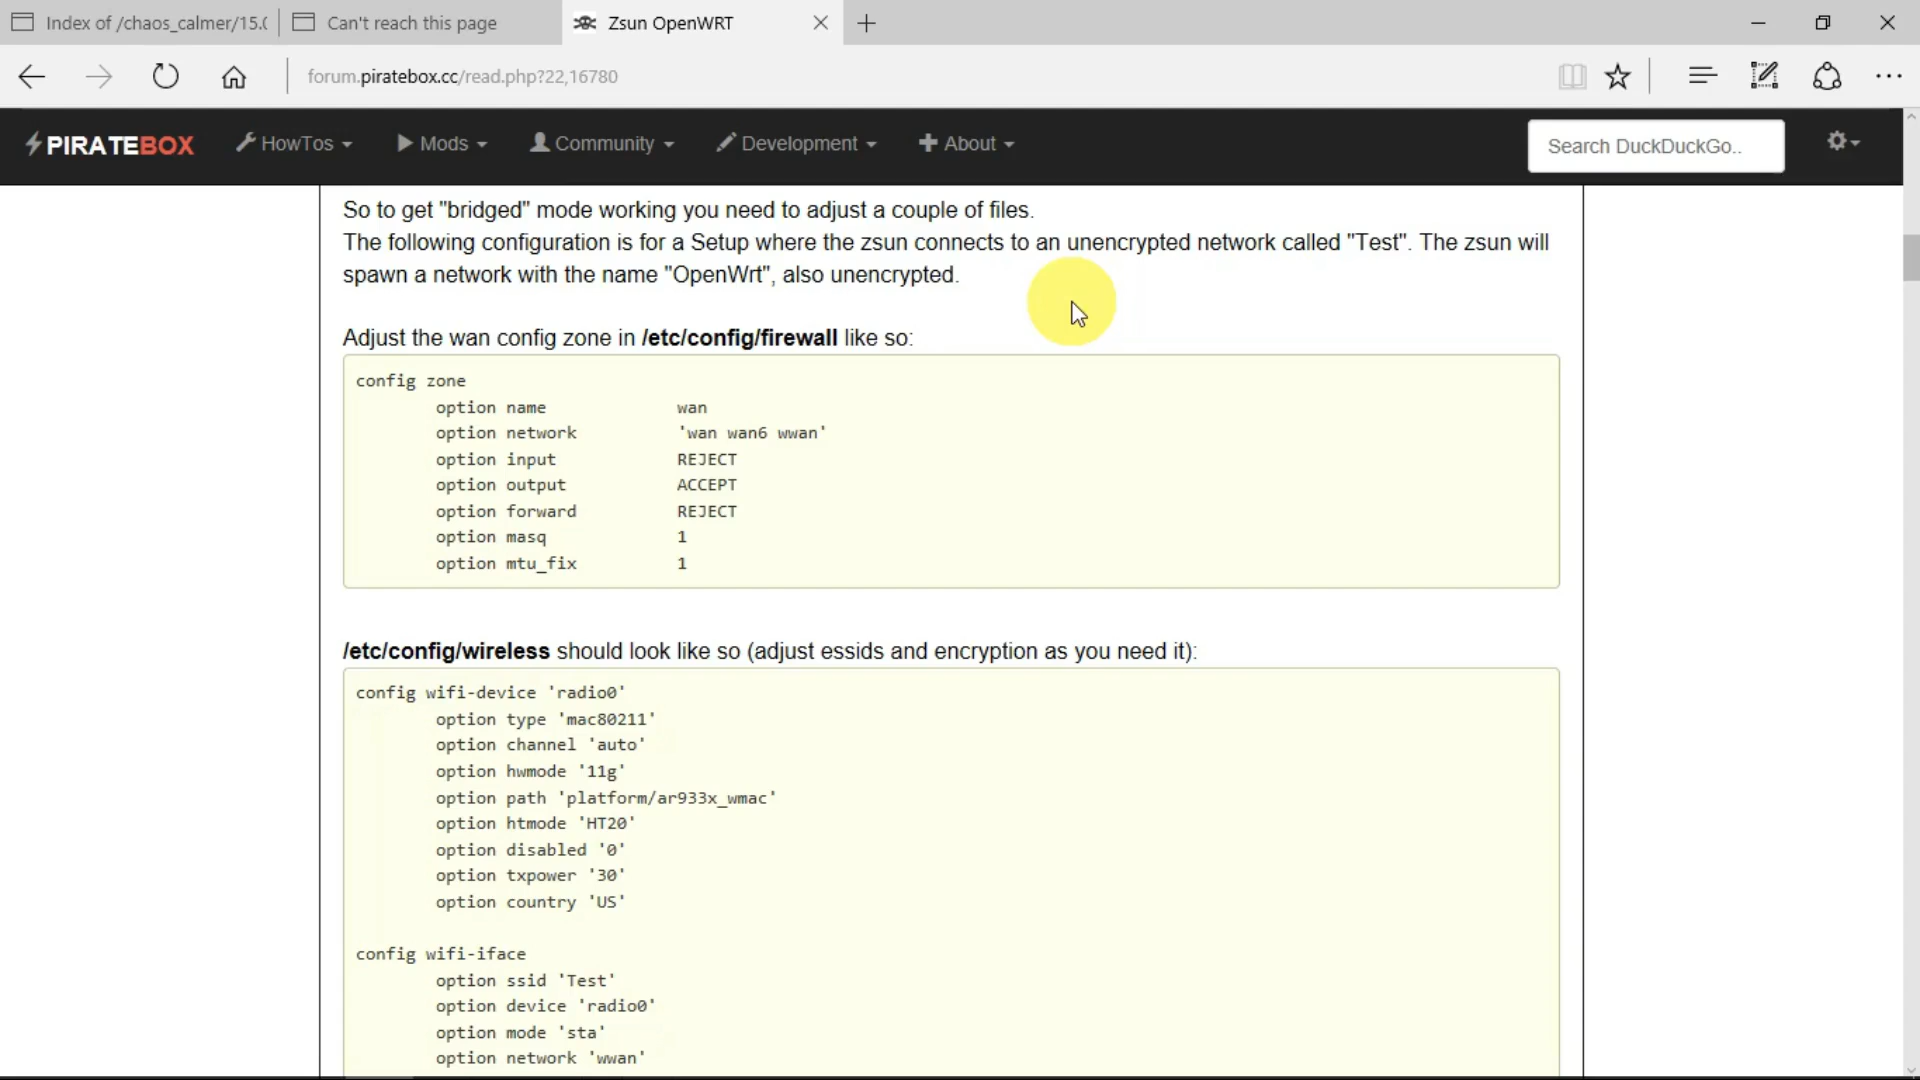 Index of /chaos_calmer/15.(
Can't reach this page
Zsun OpenWRT
forum.piratebox.cc/read.php?22,16780
PIRATEBOX HowTos Mods Community Development About Search DuckDuckGo..
So to get "bridged" mode working you need to adjust a couple of files.
The following configuration is for a Setup where the zsun connects to an unencrypted network called "Test". The zsun will
spawn a network with the name "OpenWrt", also unencrypted.
Adjust the wan config zone in /etc/config/firewall like so:
config zone
option name wan
option network 'wan wan6 wwan'
option input REJECT
option output ACCEPT
option forward REJECT
option masq 1
option mtu_fix 1
/etc/config/wireless should look like so (adjust essids and encryption as you need it):
config wifi-device 'radio0'
option type 'mac80211'
option channel 'auto'
option hwmode '11g'
option path 'platform/ar933x_wmac'
option htmode 'HT20'
option disabled '0'
option txpower '30'
option country 'US'
config wifi-iface
option ssid 'Test'
option device 'radio0'
option mode 'sta'
option network 'wwan'